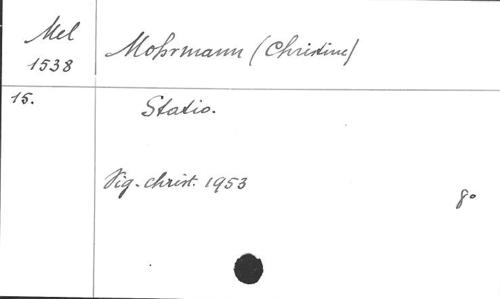 Mel
1538
Mohrmann (Christine)
15.
Statio.
Vig. christ. 1953
8°